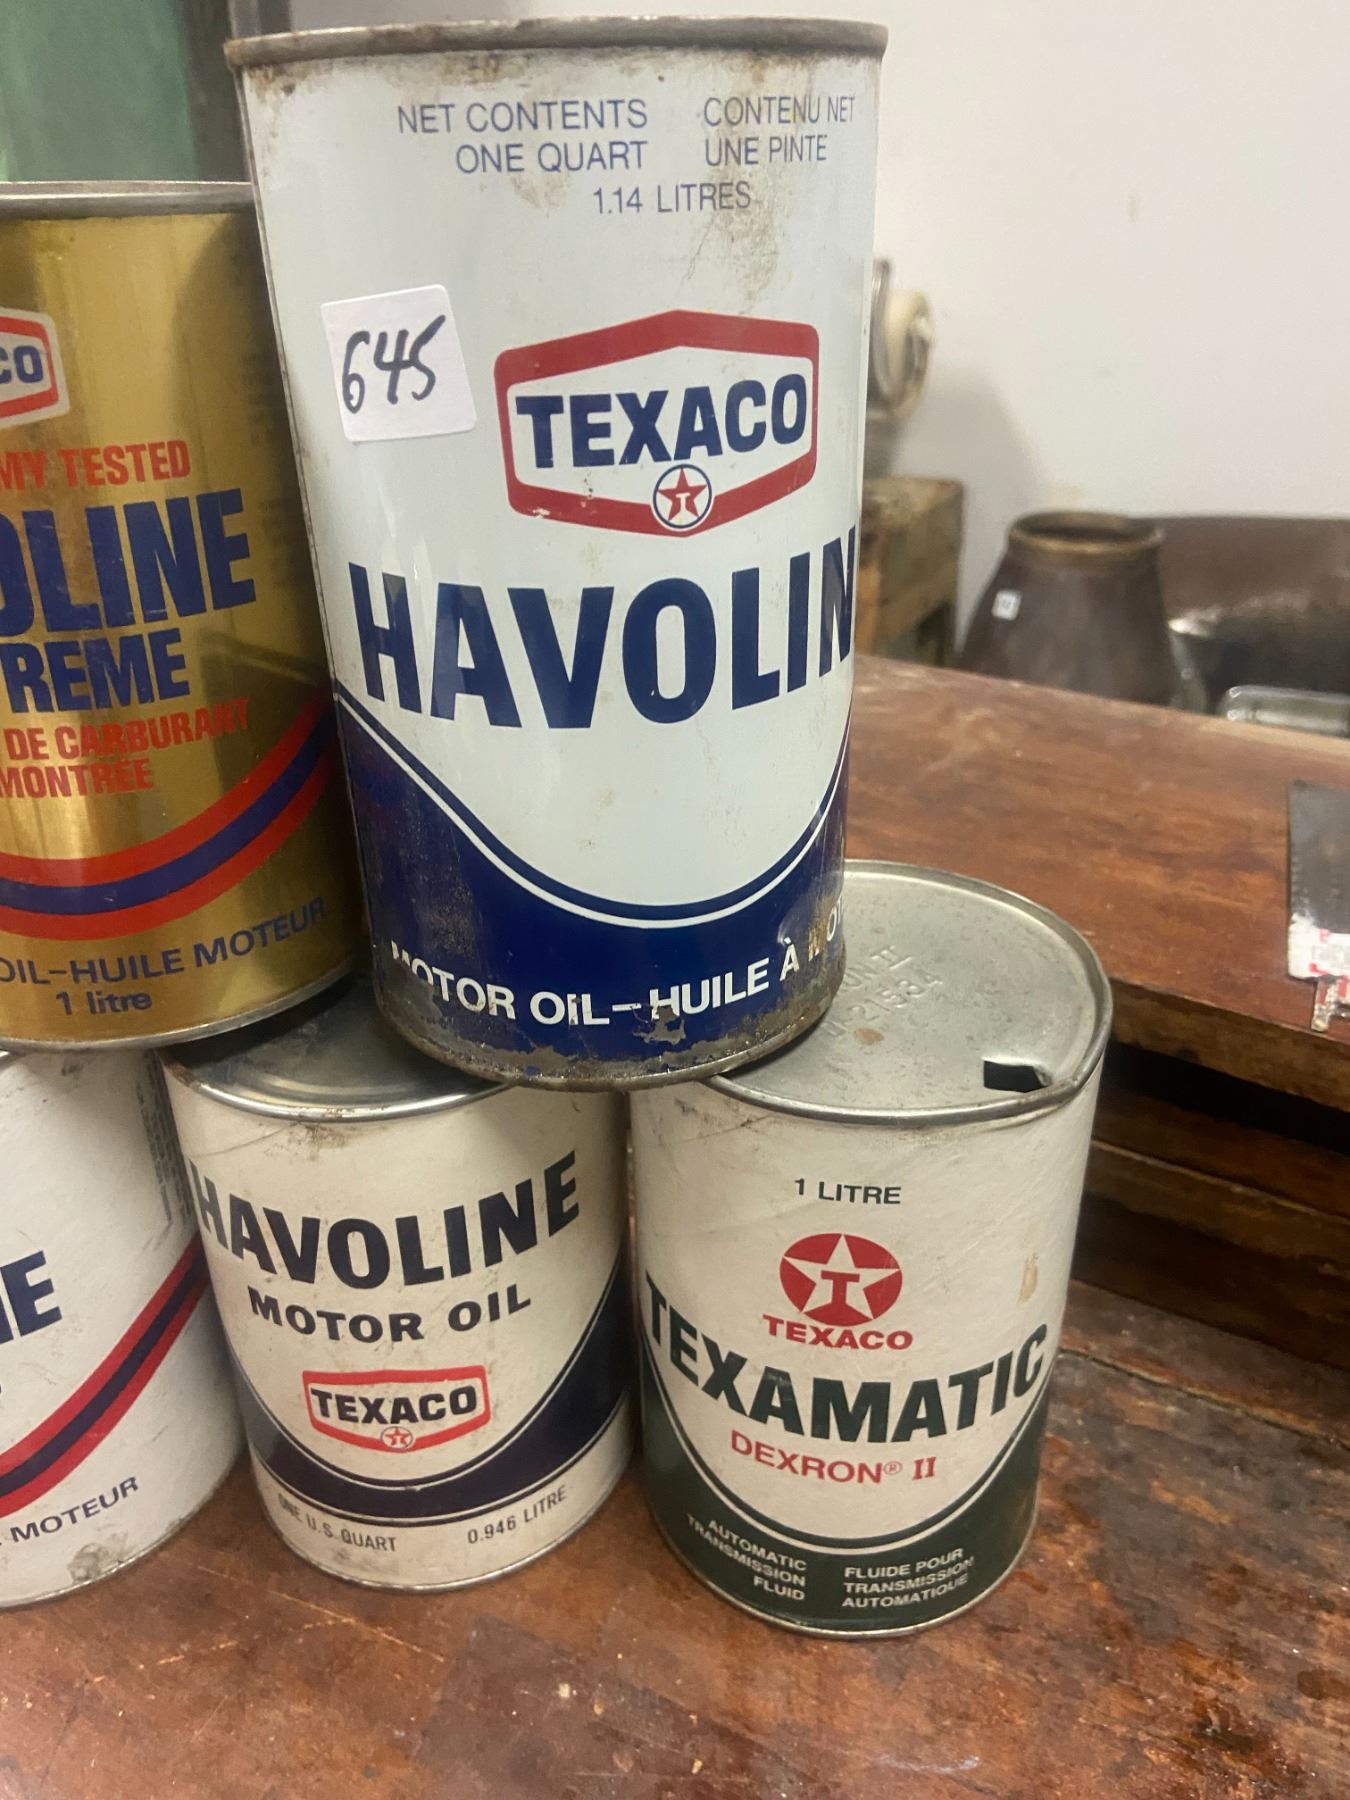 NET CONTENTS
ONE QUART
CONTENU NET
UNE PINTE
1.14 LITRES
645
TEXACO
T
HAVOLIN
MOTOR OIL-HUILE À
CO
MY TESTED
OLINE
REME
DE CARBURANT
MONTRÉE
OIL-HUILE MOTEUR
1 litre
NE
MOTEUR
HAVOLINE
MOTOR OIL
TEXACO
ONE U.S. QUART
0.946 LITRE
1 LITRE
T
TEXACO
TEXAMATIC
DEXRON® II
AUTOMATIC
TRANSMISSION
FLUID
FLUIDE POUR
TRANSMISSION
AUTOMATIQUE